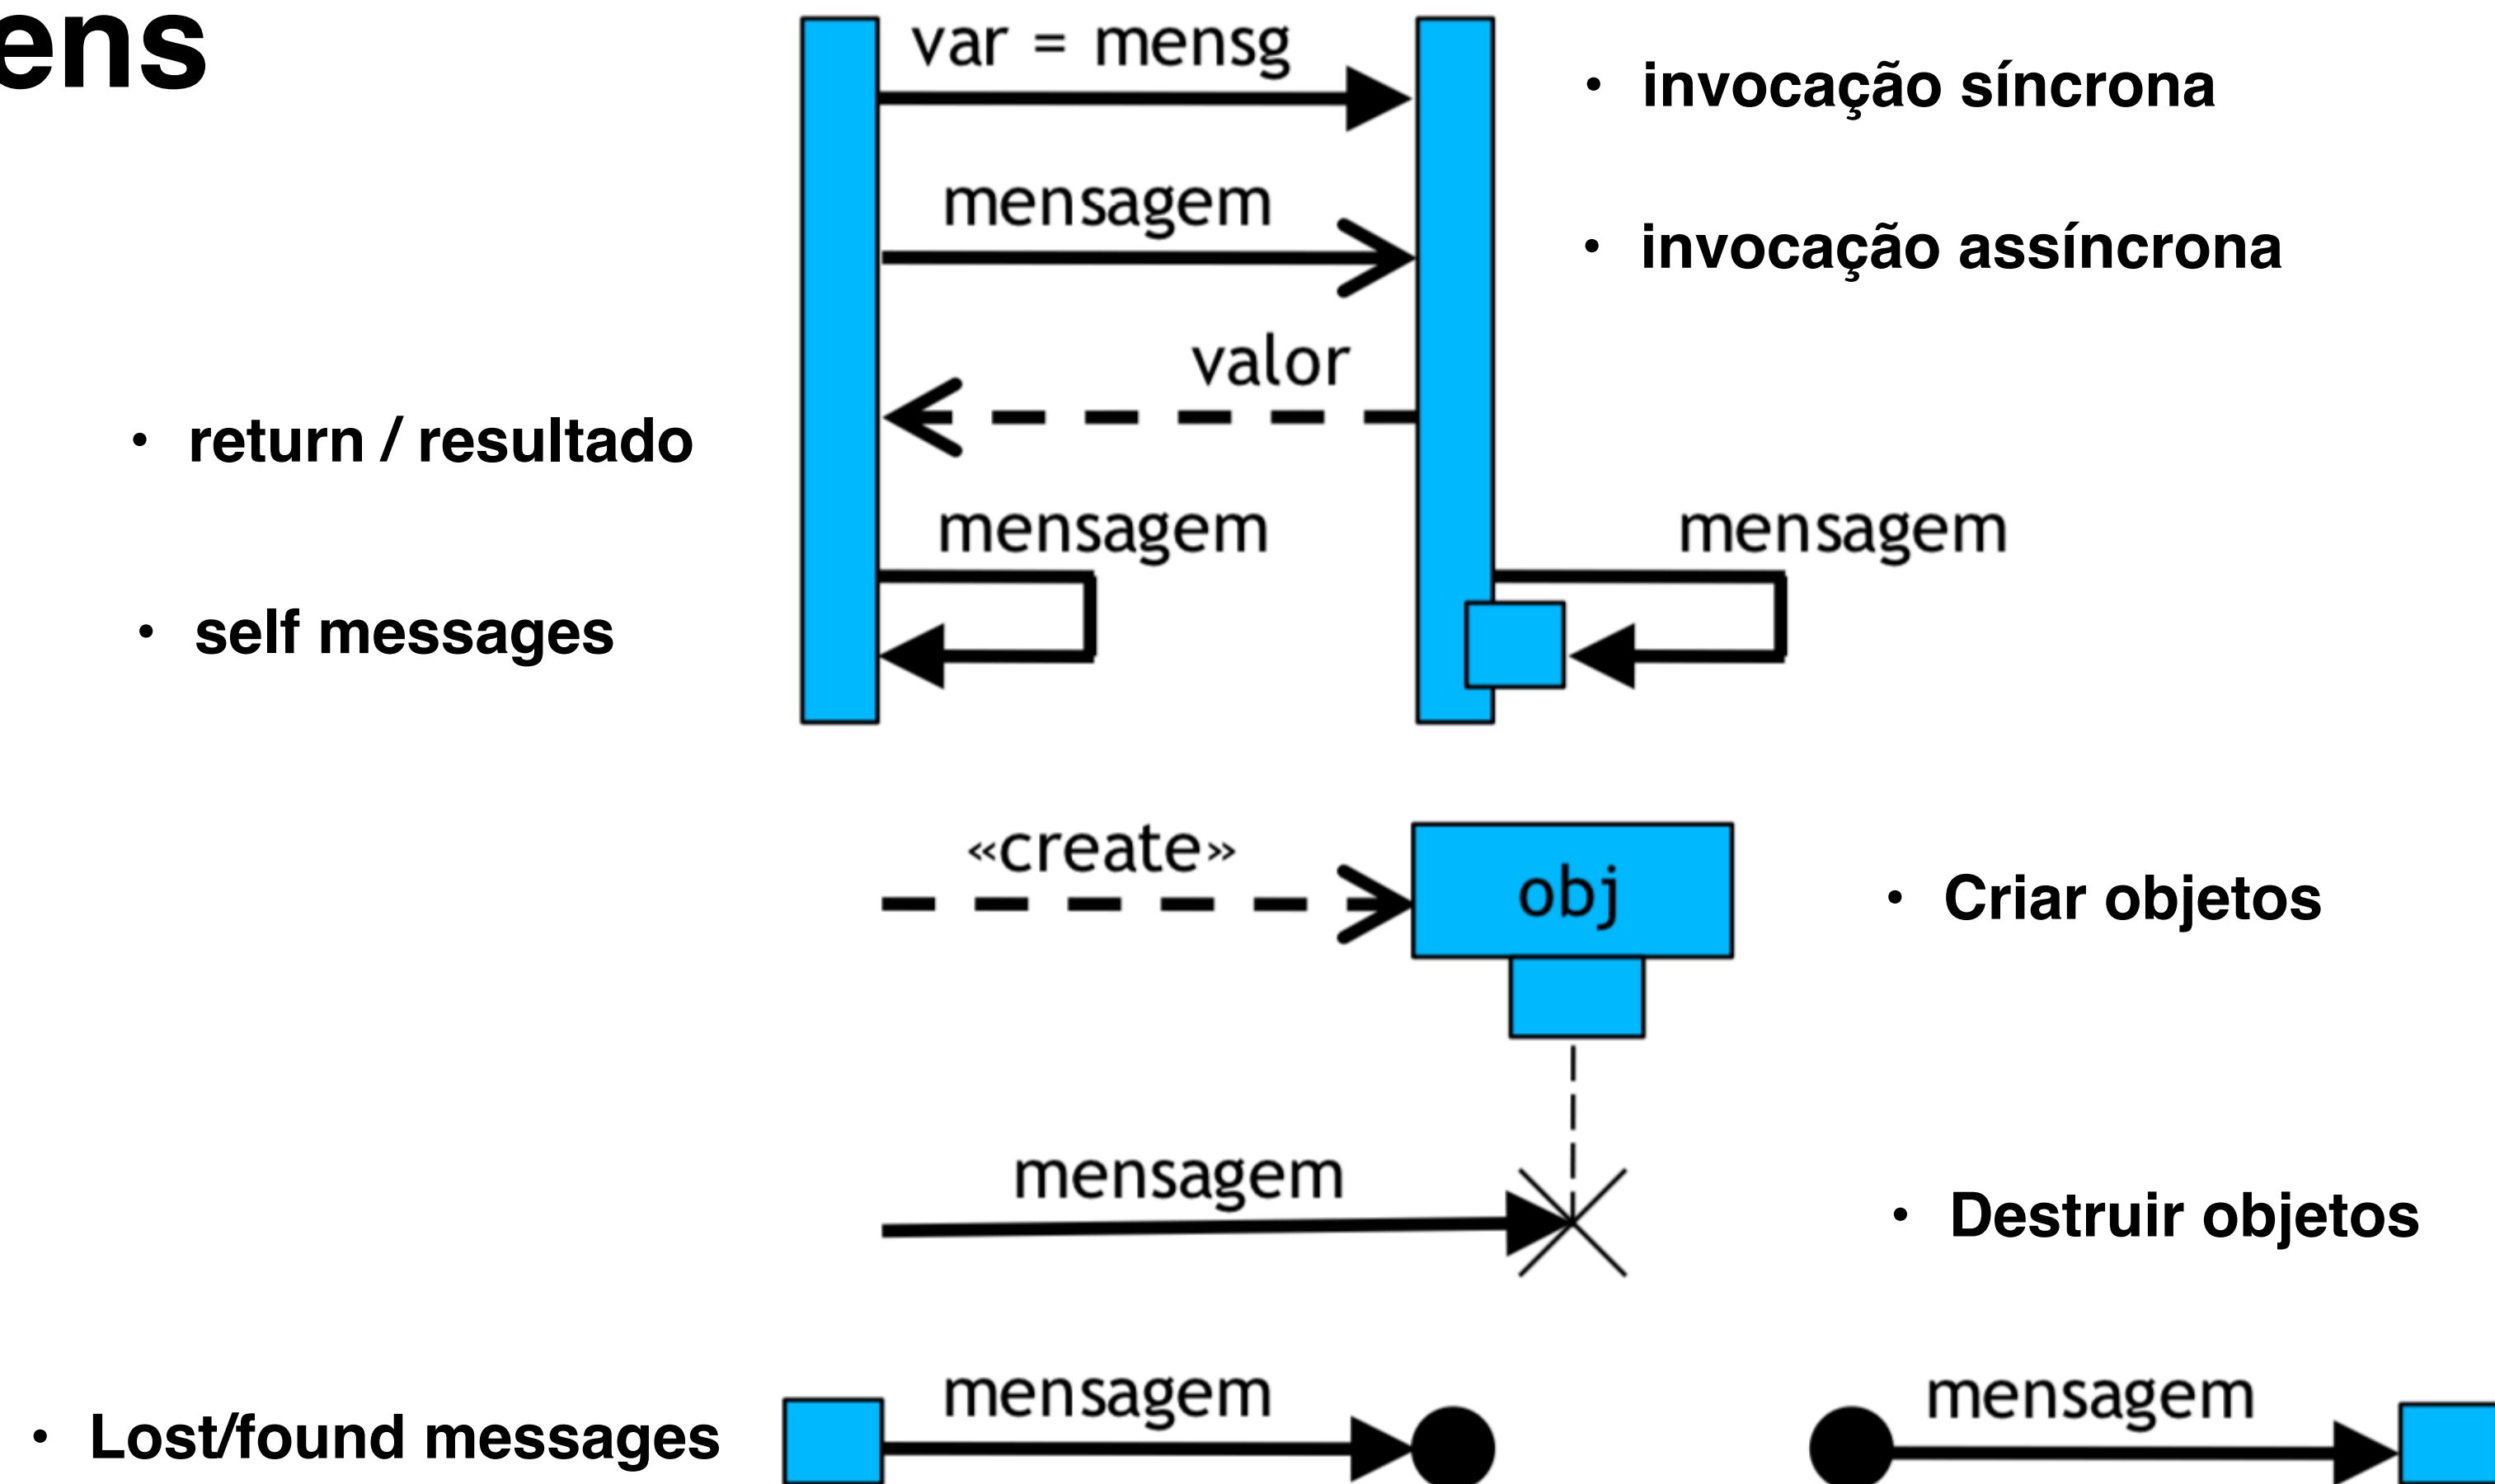 ens
var = mensg
• invocação síncrona
mensagem
• invocação assíncrona
valor
• return / resultado
mensagem
mensagem
• self messages
«create»
obj
• Criar objetos
mensagem
• Destruir objetos
mensagem
mensagem
• Lost/found messages